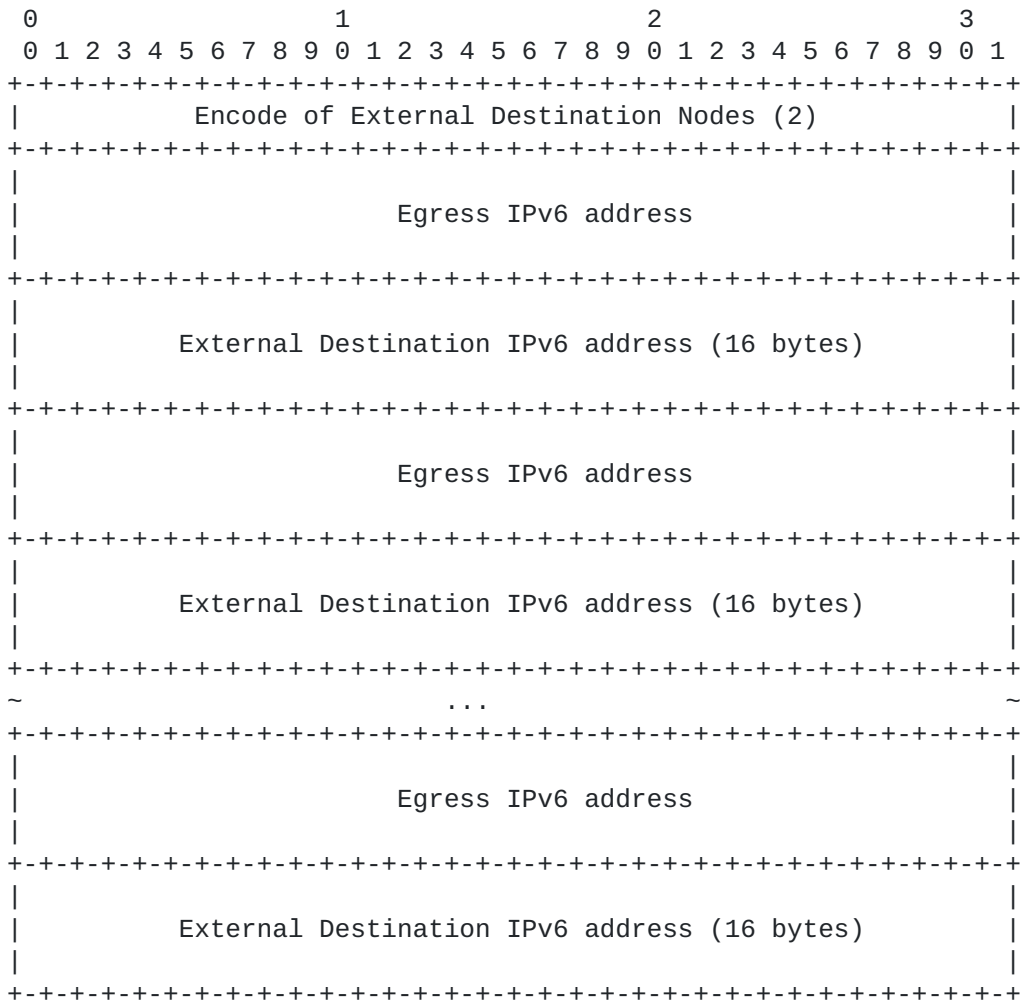 0                   1                   2                   3
 0 1 2 3 4 5 6 7 8 9 0 1 2 3 4 5 6 7 8 9 0 1 2 3 4 5 6 7 8 9 0 1
+-+-+-+-+-+-+-+-+-+-+-+-+-+-+-+-+-+-+-+-+-+-+-+-+-+-+-+-+-+-+-+-+
|           Encode of External Destination Nodes (2)            |
+-+-+-+-+-+-+-+-+-+-+-+-+-+-+-+-+-+-+-+-+-+-+-+-+-+-+-+-+-+-+-+-+
|                                                               |
|                        Egress IPv6 address                    |
|                                                               |
+-+-+-+-+-+-+-+-+-+-+-+-+-+-+-+-+-+-+-+-+-+-+-+-+-+-+-+-+-+-+-+-+
|                                                               |
|          External Destination IPv6 address (16 bytes)         |
|                                                               |
+-+-+-+-+-+-+-+-+-+-+-+-+-+-+-+-+-+-+-+-+-+-+-+-+-+-+-+-+-+-+-+-+
|                                                               |
|                        Egress IPv6 address                    |
|                                                               |
+-+-+-+-+-+-+-+-+-+-+-+-+-+-+-+-+-+-+-+-+-+-+-+-+-+-+-+-+-+-+-+-+
|                                                               |
|          External Destination IPv6 address (16 bytes)         |
|                                                               |
+-+-+-+-+-+-+-+-+-+-+-+-+-+-+-+-+-+-+-+-+-+-+-+-+-+-+-+-+-+-+-+-+
~                           ...                                 ~
+-+-+-+-+-+-+-+-+-+-+-+-+-+-+-+-+-+-+-+-+-+-+-+-+-+-+-+-+-+-+-+-+
|                                                               |
|                        Egress IPv6 address                    |
|                                                               |
+-+-+-+-+-+-+-+-+-+-+-+-+-+-+-+-+-+-+-+-+-+-+-+-+-+-+-+-+-+-+-+-+
|                                                               |
|          External Destination IPv6 address (16 bytes)         |
|                                                               |
+-+-+-+-+-+-+-+-+-+-+-+-+-+-+-+-+-+-+-+-+-+-+-+-+-+-+-+-+-+-+-+-+